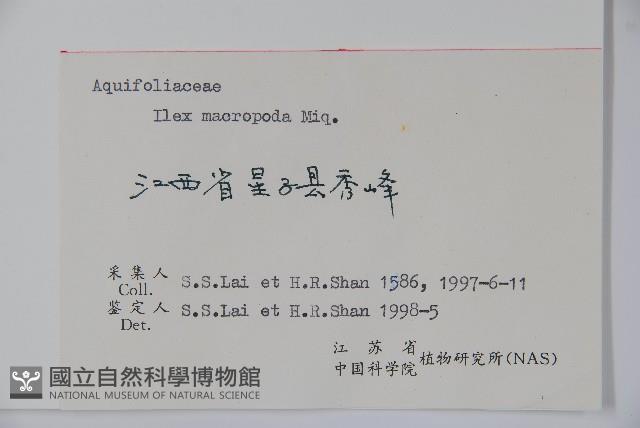 Aquifoliaceae
Ilex macropoda Miq.
江西省星子县秀峰
采集人 S.S.Lai et H.R.Shan 1586, 1997-6-11
Coll.
鉴定人 S.S.Lai et H.R.Shan 1998-5
Det.
江苏省
中国科学院 植物研究所(NAS)
國立自然科學博物館
NATIONAL MUSEUM OF NATURAL SCIENCE